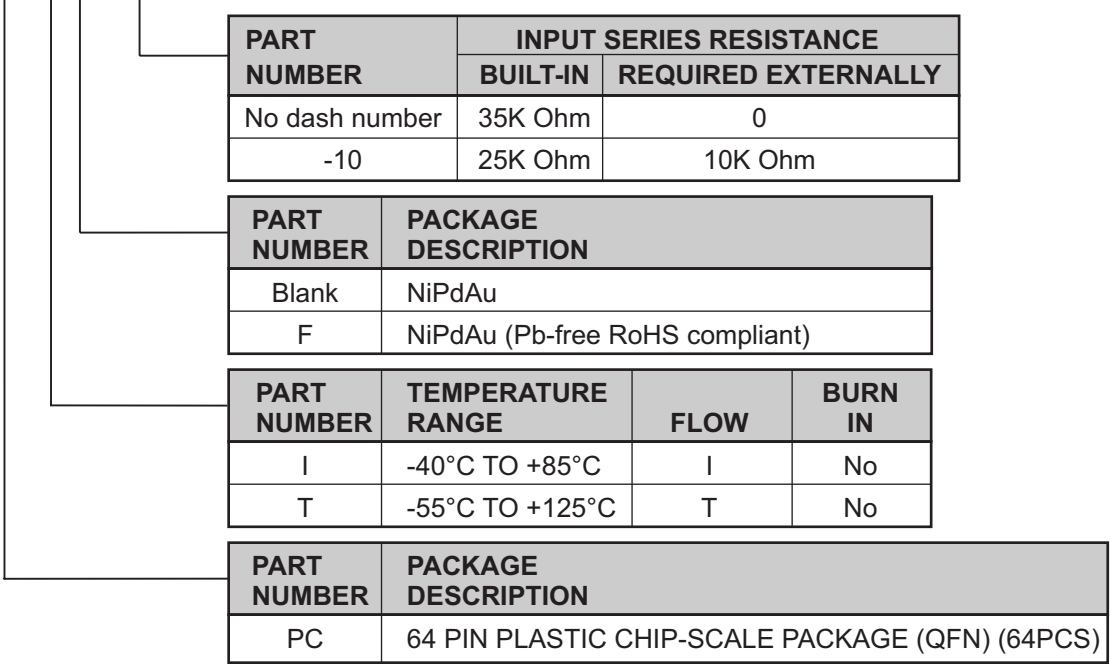 PART INPUT SERIES RESISTANCE
NUMBER BUILT-IN REQUIRED EXTERNALLY
No dash number 35K Ohm 0
-10 25K Ohm 10K Ohm
PART PACKAGE
NUMBER DESCRIPTION
Blank NiPdAu
F NiPdAu (Pb-free RoHS compliant)
PART TEMPERATURE BURN
NUMBER RANGE FLOW IN
I -40°C TO +85°C I No
T -55°C TO +125°C T No
PART PACKAGE
NUMBER DESCRIPTION
PC 64 PIN PLASTIC CHIP-SCALE PACKAGE (QFN) (64PCS)